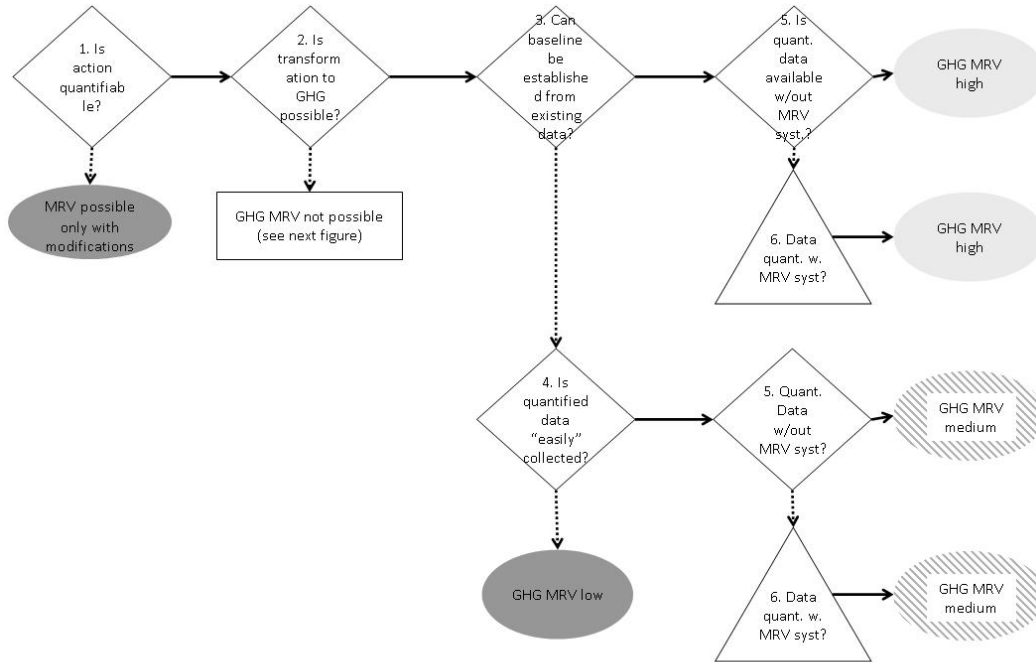 1. Is
action
quantifiab
le?
2. Is
transform
ation to
GHG
possible?
3. Can
baseline
be
establishe
d from
existing
data?
5. Is
quant.
data
available
w/out
MRV
syst.?
GHG MRV
high
MRV possible
only with
modifications
GHG MRV not possible
(see next figure)
6. Data
quant. w.
MRV syst?
GHG MRV
high
4. Is
quantified
data
“easily”
collected?
5. Quant.
Data
w/out
MRV syst?
GHG MRV
medium
GHG MRV low
6. Data
quant. w.
MRV syst?
GHG MRV
medium